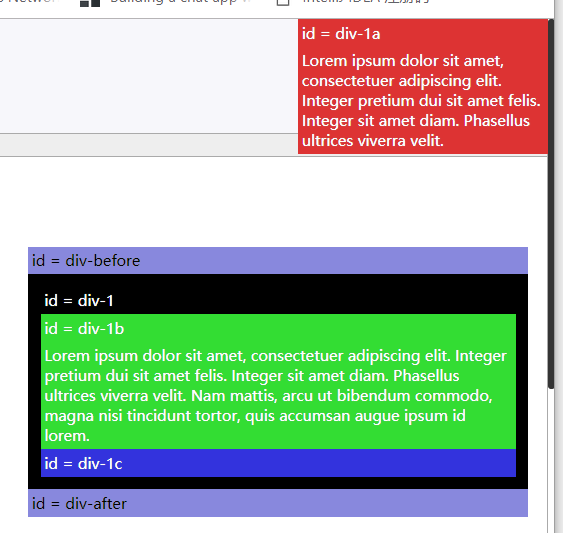 Building a chat app
id = div-1a
Lorem ipsum dolor sit amet,
consectetuer adipiscing elit.
Integer pretium dui sit amet felis.
Integer sit amet diam. Phasellus
ultrices viverra velit.
id = div-before
id = div-1
id = div-1b
Lorem ipsum dolor sit amet, consectetuer adipiscing elit. Integer
pretium dui sit amet felis. Integer sit amet diam. Phasellus
ultrices viverra velit. Nam mattis, arcu ut bibendum commodo,
magna nisi tincidunt tortor, quis accumsan augue ipsum id
lorem.
id = div-1c
id = div-after